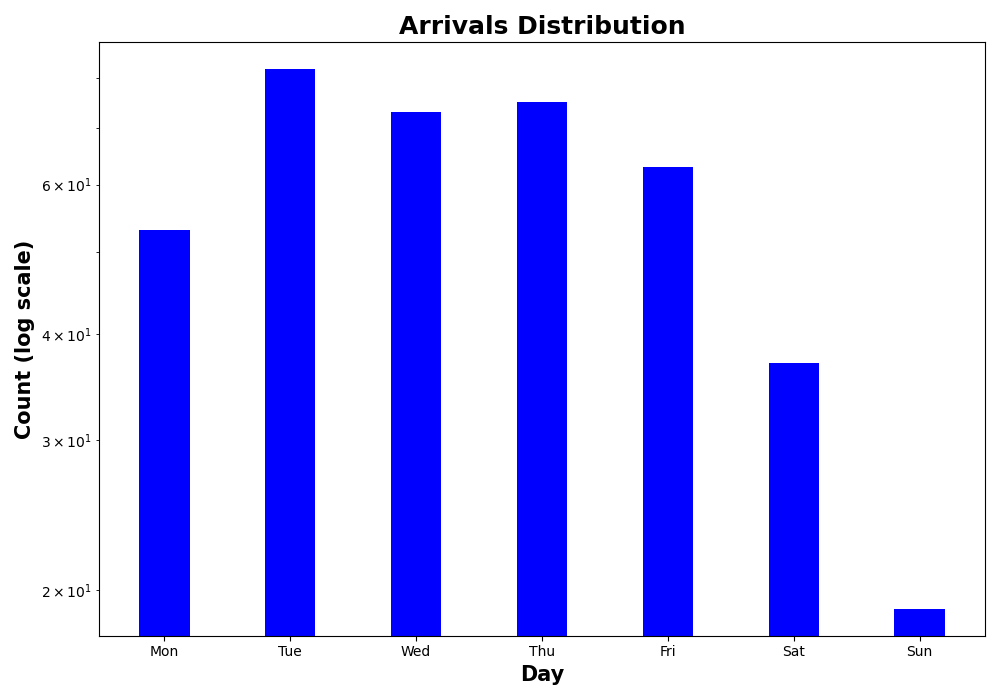 Arrivals Distribution
6 × 10¹
4 × 10¹
3 × 10¹
2 × 10¹
Count (log scale)
Mon Tue Wed Thu Fri Sat Sun
Day